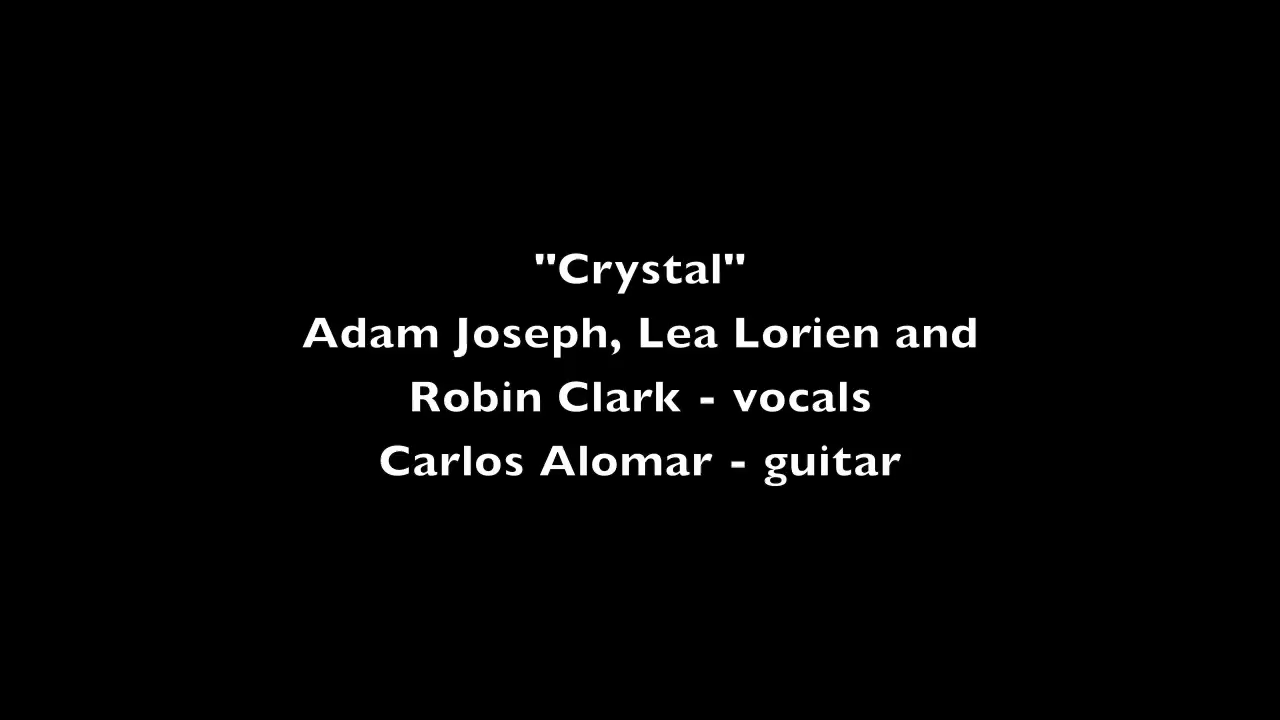 "Crystal"
Adam Joseph, Lea Lorien and
Robin Clark - vocals
Carlos Alomar - guitar